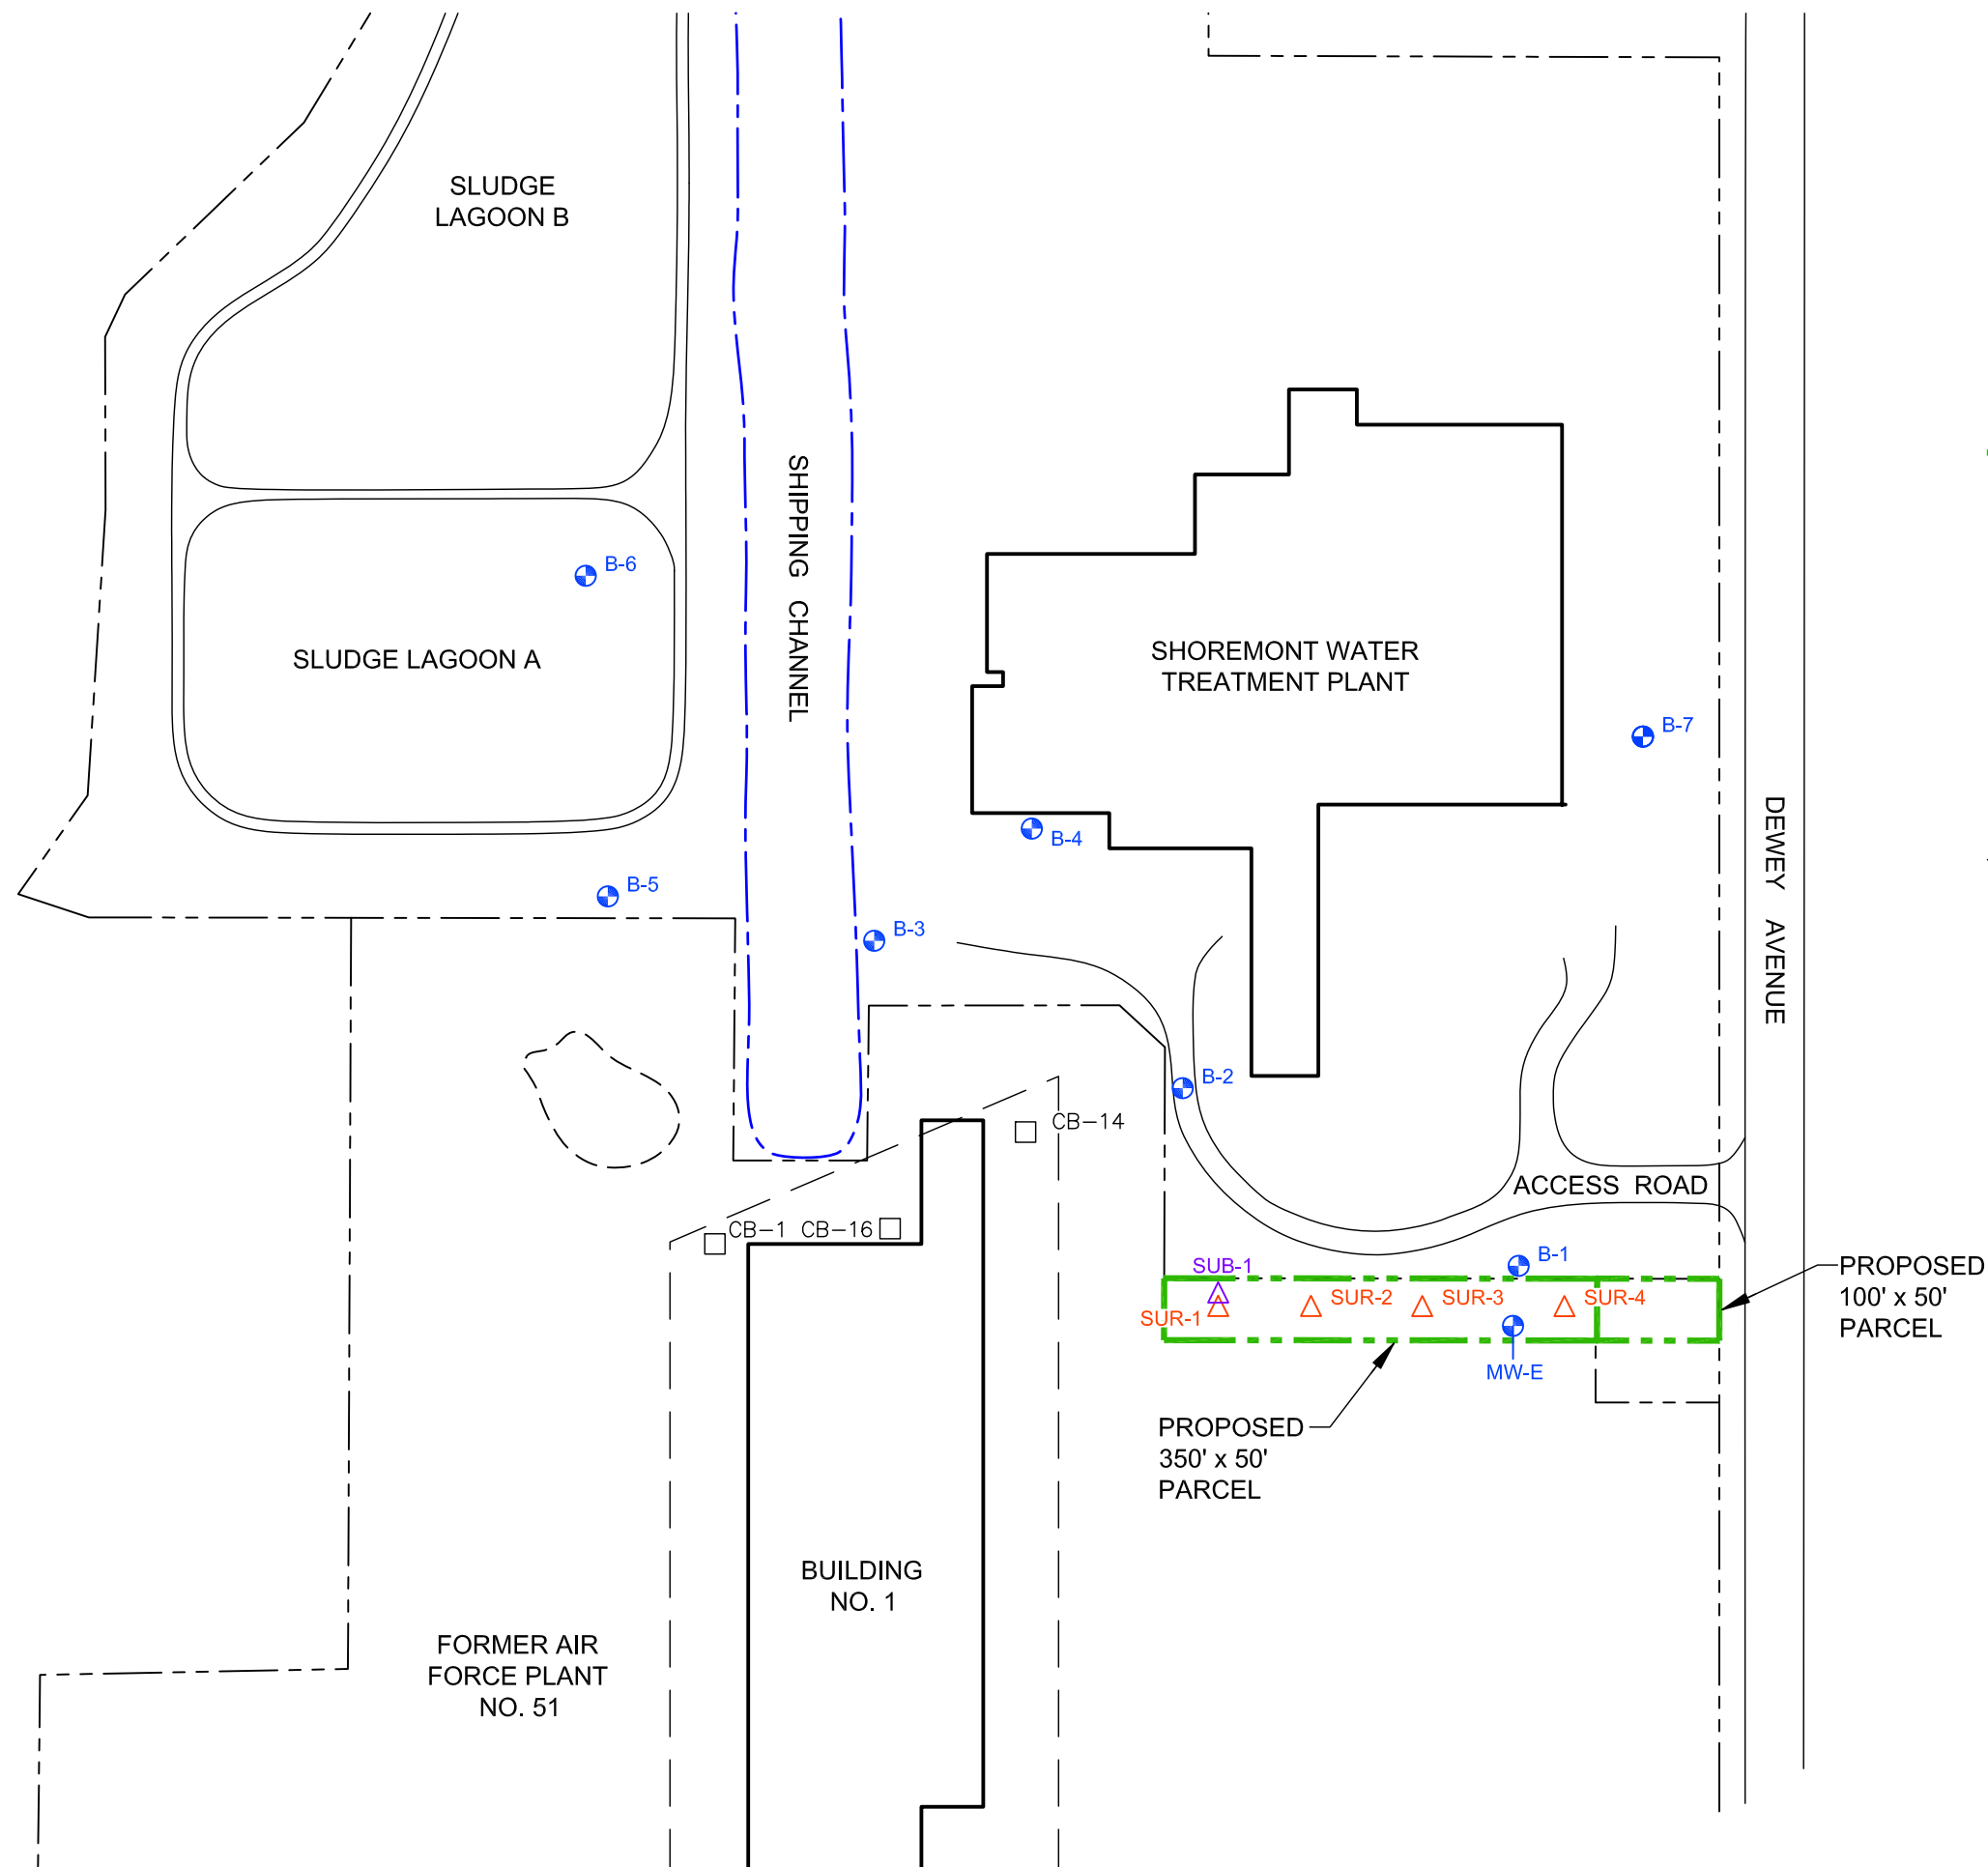 SLUDGE
LAGOON B
SHIPPING CHANNEL
B-6
SLUDGE LAGOON A
SHOREMONT WATER
TREATMENT PLANT
B-7
B-4
DEWEY AVENUE
B-5
B-3
B-2
CB-14
ACCESS ROAD
CB-1
CB-16
B-1
SUB-1
SUR-1
SUR-2
SUR-3
SUR-4
PROPOSED
100' x 50'
PARCEL
MW-E
PROPOSED
350' x 50'
PARCEL
BUILDING
NO. 1
FORMER AIR
FORCE PLANT
NO. 51